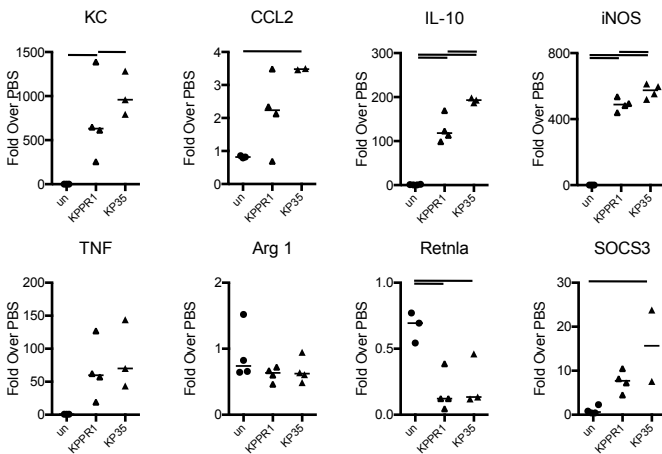 KC
CCL2
IL-10
iNOS
Fold Over PBS
1500
1000
500
0
un
KPPR1
KP35
Fold Over PBS
4
3
2
1
0
un
KPPR1
KP35
Fold Over PBS
300
200
100
0
un
KPPR1
KP35
Fold Over PBS
800
600
400
200
0
un
KPPR1
KP35
TNF
Arg 1
Retnla
SOCS3
Fold Over PBS
200
150
100
50
0
un
KPPR1
KP35
Fold Over PBS
2
1
0
un
KPPR1
KP35
Fold Over PBS
1.0
0.5
0.0
un
KPPR1
KP35
Fold Over PBS
30
20
10
0
un
KPPR1
KP35